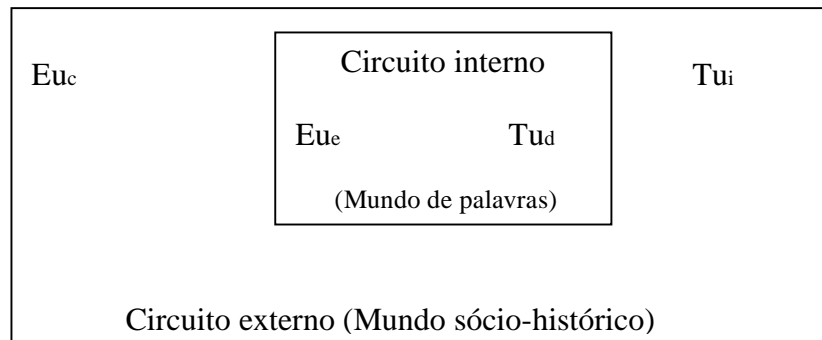 Circuito interno
Euc Tui
Eue Tud
(Mundo de palavras)
Circuito externo (Mundo sócio-histórico)